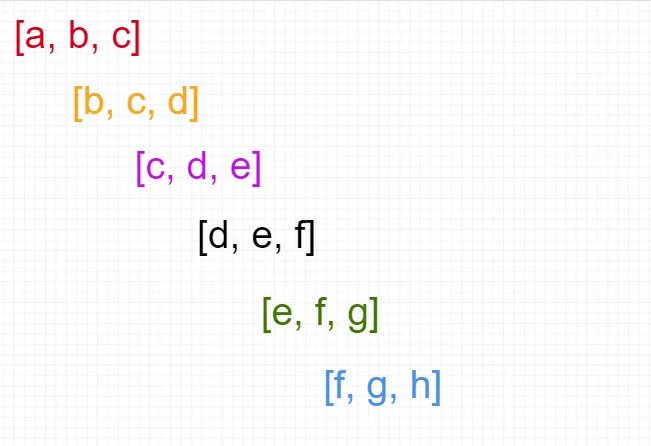 [a, b, c]
[b, c, d]
[c, d, e]
[d, e, f]
[e, f, g]
[f, g, h]